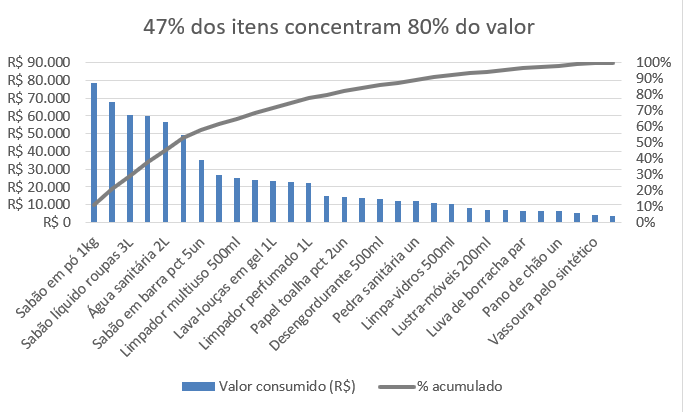 47% dos itens concentram 80% do valor
R$ 90.000
R$ 80.000
R$ 70.000
R$ 60.000
R$ 50.000
R$ 40.000
R$ 30.000
R$ 20.000
R$ 10.000
R$ 0
100%
90%
80%
70%
60%
50%
40%
30%
20%
10%
0%
Sabão em pó 1kg
Sabão líquido roupas 3L
Água sanitária 2L
Sabão em barra pct 5un
Limpador multiuso 500ml
Lava-louças em gel 1L
Limpador perfumado 1L
Papel toalha pct 2un
Desengordurante 500ml
Pedra sanitária un
Limpa-vidros 500ml
Lustra-móveis 200ml
Luva de borracha par
Pano de chão un
Vassoura pelo sintético
Valor consumido (R$)
% acumulado